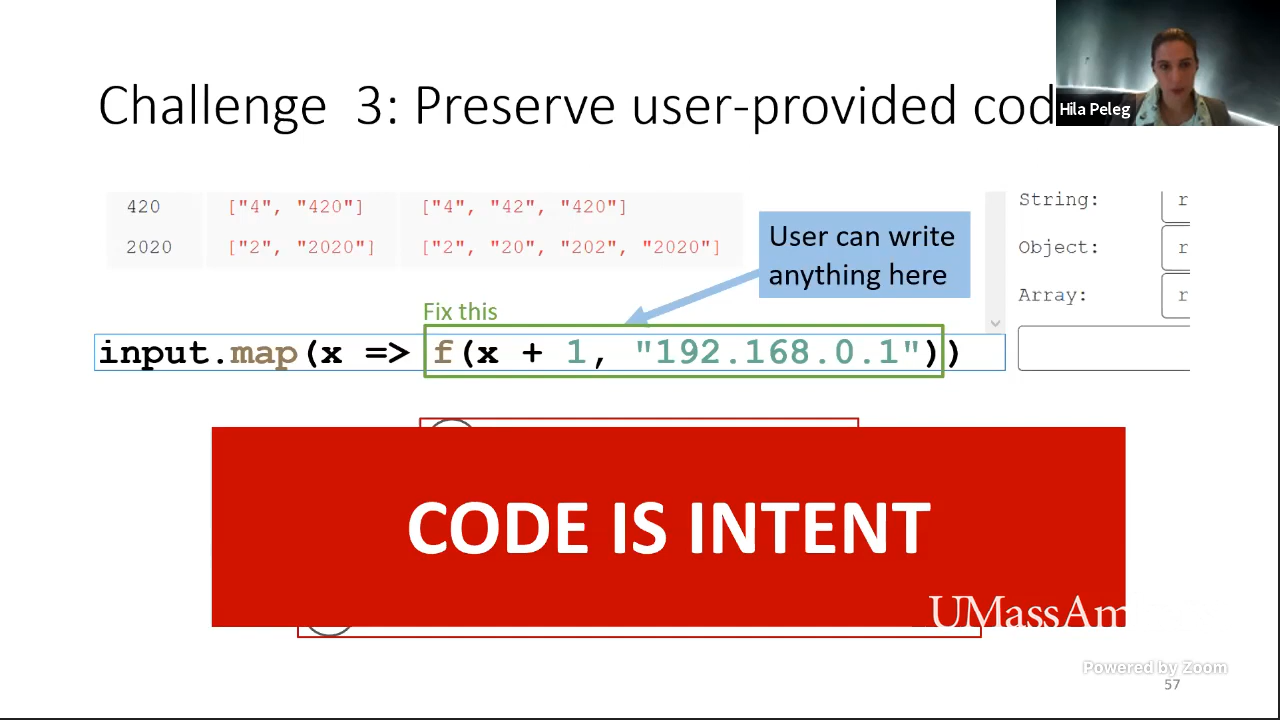 Hila Peleg
Challenge 3: Preserve user-provided cod
420 ["4", "420"] ["4", "42", "420"]
2020 ["2", "2020"] ["2", "20", "202", "2020"]
String: r
Object: r
Array: r
User can write
anything here
Fix this
input.map(x => f(x + 1, "192.168.0.1"))
CODE IS INTENT
UMassAm
Powered by Zoom
57